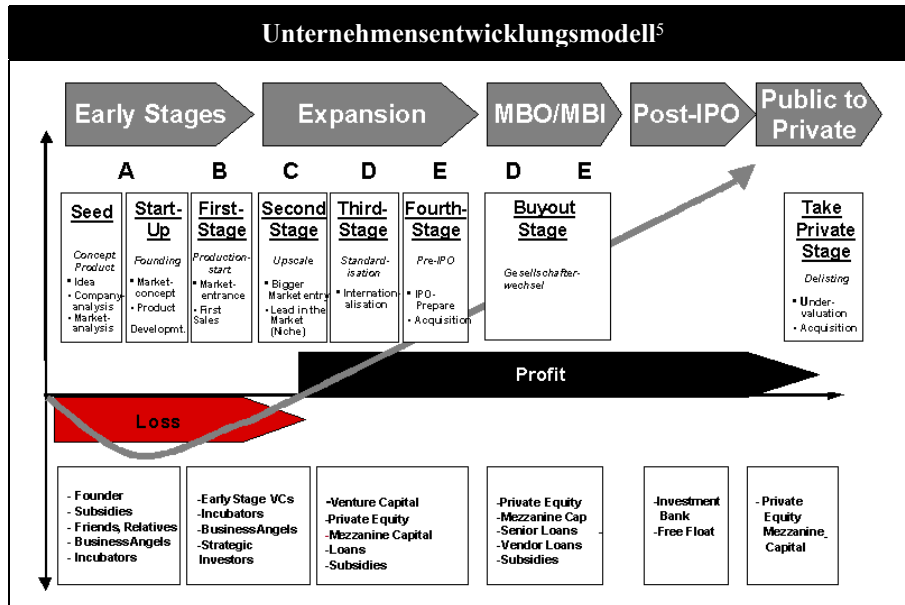 Unternehmensentwicklungsmodell⁵
Early Stages
Expansion
MBO/MBI
Post-IPO
Public to
Private
A
B
C
D
E
D
E
Seed
Concept
Product
▪ Idea
▪ Company-
analysis
▪ Market-
analysis
Start-
Up
Founding
▪ Market-
concept
▪ Product
Developmt.
First-
Stage
Production-
start
▪ Market-
entrance
▪ First
Sales
Second
Stage
Upscale
▪ Bigger
Market entry
▪ Lead in the
Market
(Niche)
Third-
Stage
Standard-
isation
▪ Internation-
alisation
Fourth-
Stage
Pre-IPO
▪ IPO-
Prepare
▪ Acquisition
Buyout
Stage
Gesellschafter-
wechsel
Take
Private
Stage
Delisting
▪ Under-
valuation
▪ Acquisition
Profit
Loss
- Founder
- Subsidies
- Friends, Relatives
- BusinessAngels
- Incubators
-Early Stage VCs
-Incubators
-BusinessAngels
-Strategic
Investors
-Venture Capital
-Private Equity
-Mezzanine Capital
-Loans
-Subsidies
-Private Equity
-Mezzanine Cap
-Senior Loans
-Vendor Loans
-Subsidies
-Investment
Bank
-Free Float
- Private
Equity
Mezzanine
Capital